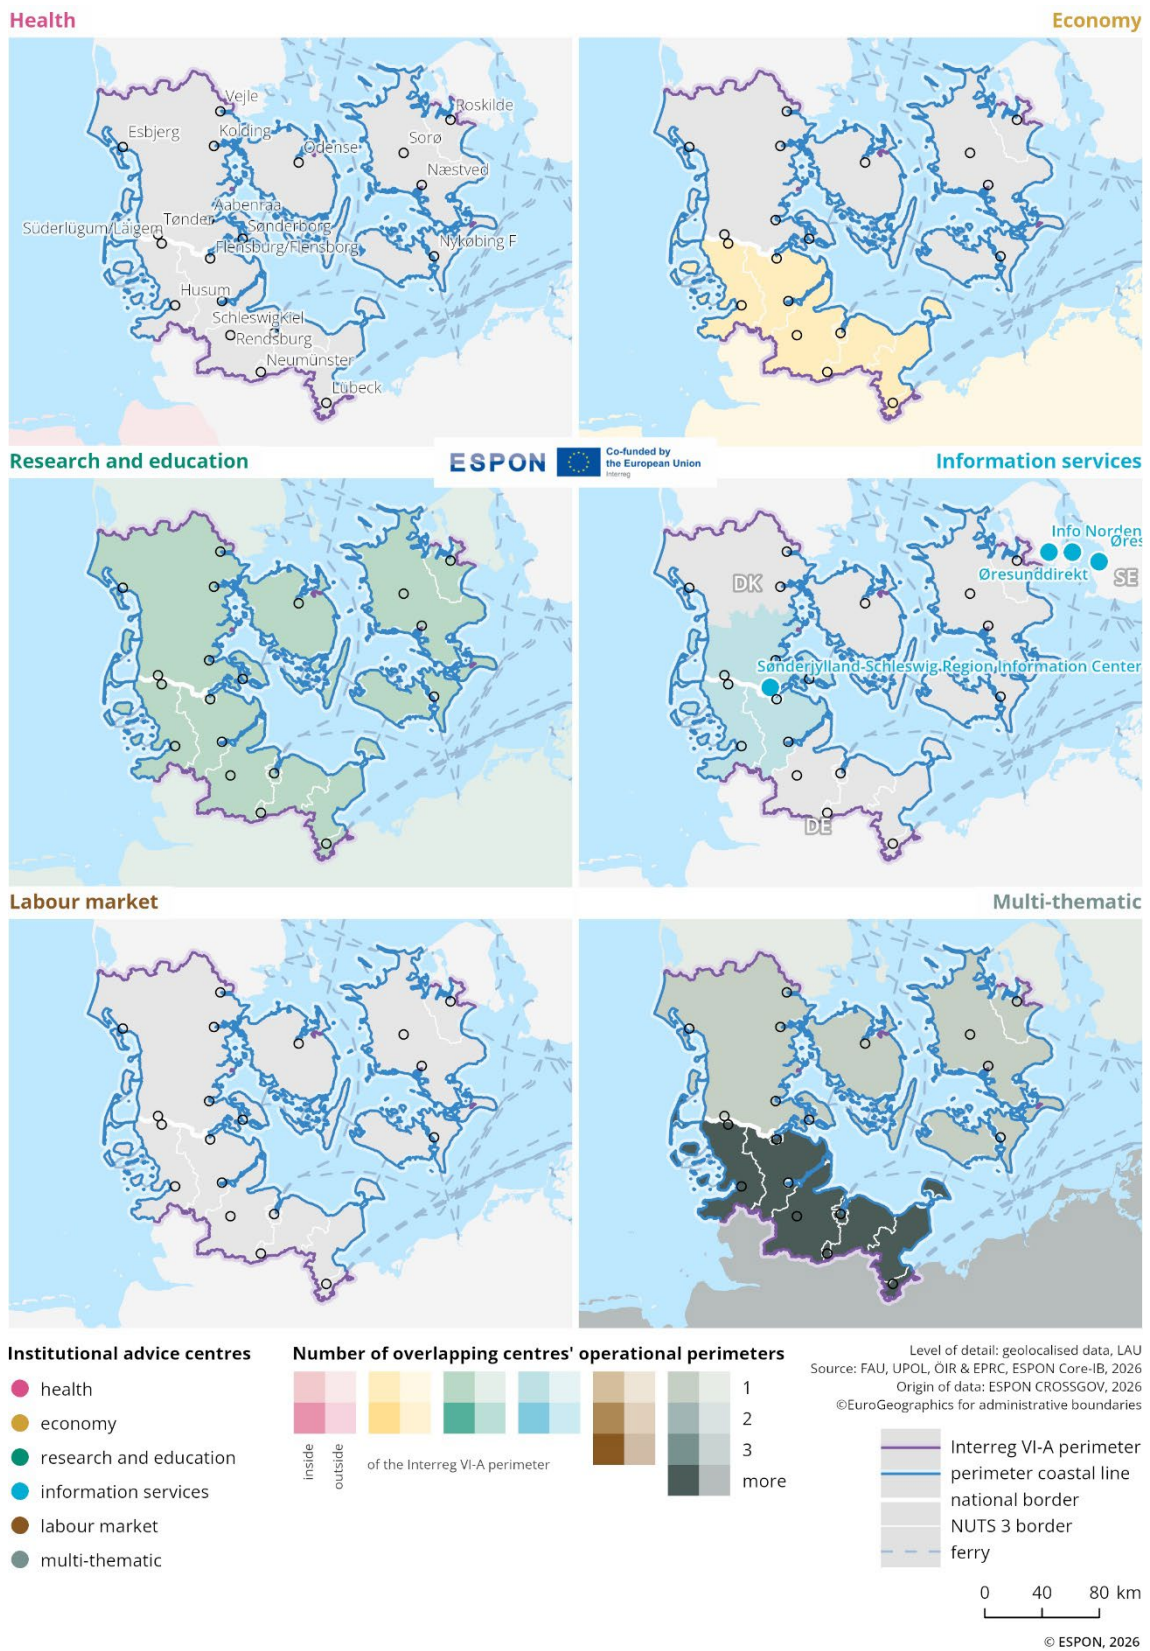 Health
Economy
Vejle
Roskilde
Esbjerg
Kolding
Odense
Sorø
Næstved
Aabenraa
Tønder
Sønderborg
Süderlügum/Läigem
Flensburg/Flensborg
Nykøbing F
Husum
Schleswig
Kiel
Rendsburg
Neumünster
Lübeck
Research and education
ESPON
Co-funded by
the European Union
Interreg
Information services
Info Norden
Øres
Øresunddirekt
SE
DK
Sønderjylland-Schleswig Region Information Center
DE
Labour market
Multi-thematic
Institutional advice centres
health
economy
research and education
information services
labour market
multi-thematic
Number of overlapping centres' operational perimeters
1
2
3
more
inside
outside
of the Interreg VI-A perimeter
Level of detail: geolocalised data, LAU
Source: FAU, UPOL, ÖIR & EPRC, ESPON Core-IB, 2026
Origin of data: ESPON CROSSGOV, 2026
©EuroGeographics for administrative boundaries
Interreg VI-A perimeter
perimeter coastal line
national border
NUTS 3 border
ferry
0 40 80 km
© ESPON, 2026